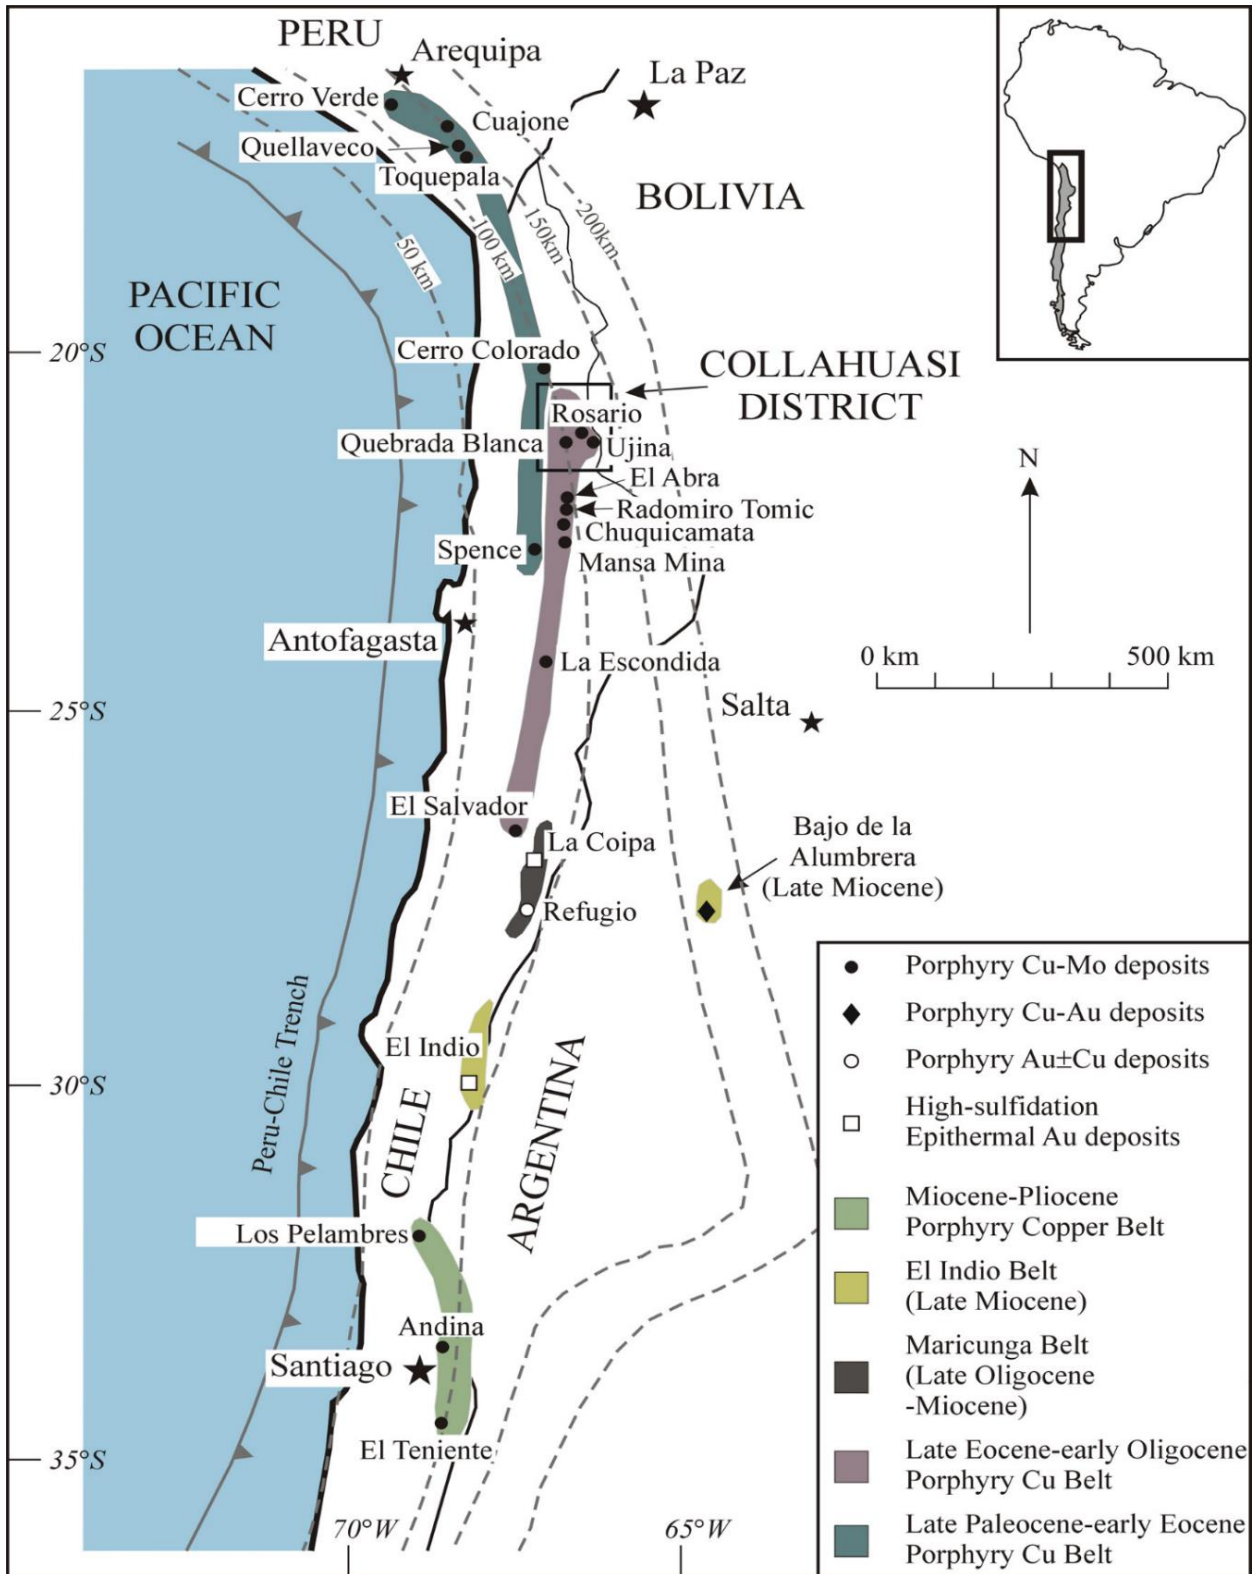 PERU
Arequipa
La Paz
Cerro Verde
Cuajone
Quellaveco
Toquepala
BOLIVIA
50 km
100 km
150km
200km
PACIFIC
OCEAN
20°S
Cerro Colorado
COLLAHUASI
DISTRICT
Rosario
Quebrada Blanca
Ujina
El Abra
Radomiro Tomic
Chuquicamata
Mansa Mina
Spence
N
Antofagasta
La Escondida
0 km
500 km
25°S
Salta
El Salvador
La Coipa
Refugio
Bajo de la
Alumbrera
(Late Miocene)
Peru-Chile Trench
El Indio
30°S
CHILE
ARGENTINA
Los Pelambres
Andina
Santiago
El Teniente
35°S
70°W
65°W
Porphyry Cu-Mo deposits
Porphyry Cu-Au deposits
Porphyry Au±Cu deposits
High-sulfidation
Epithermal Au deposits
Miocene-Pliocene
Porphyry Copper Belt
El Indio Belt
(Late Miocene)
Maricunga Belt
(Late Oligocene
-Miocene)
Late Eocene-early Oligocene
Porphyry Cu Belt
Late Paleocene-early Eocene
Porphyry Cu Belt